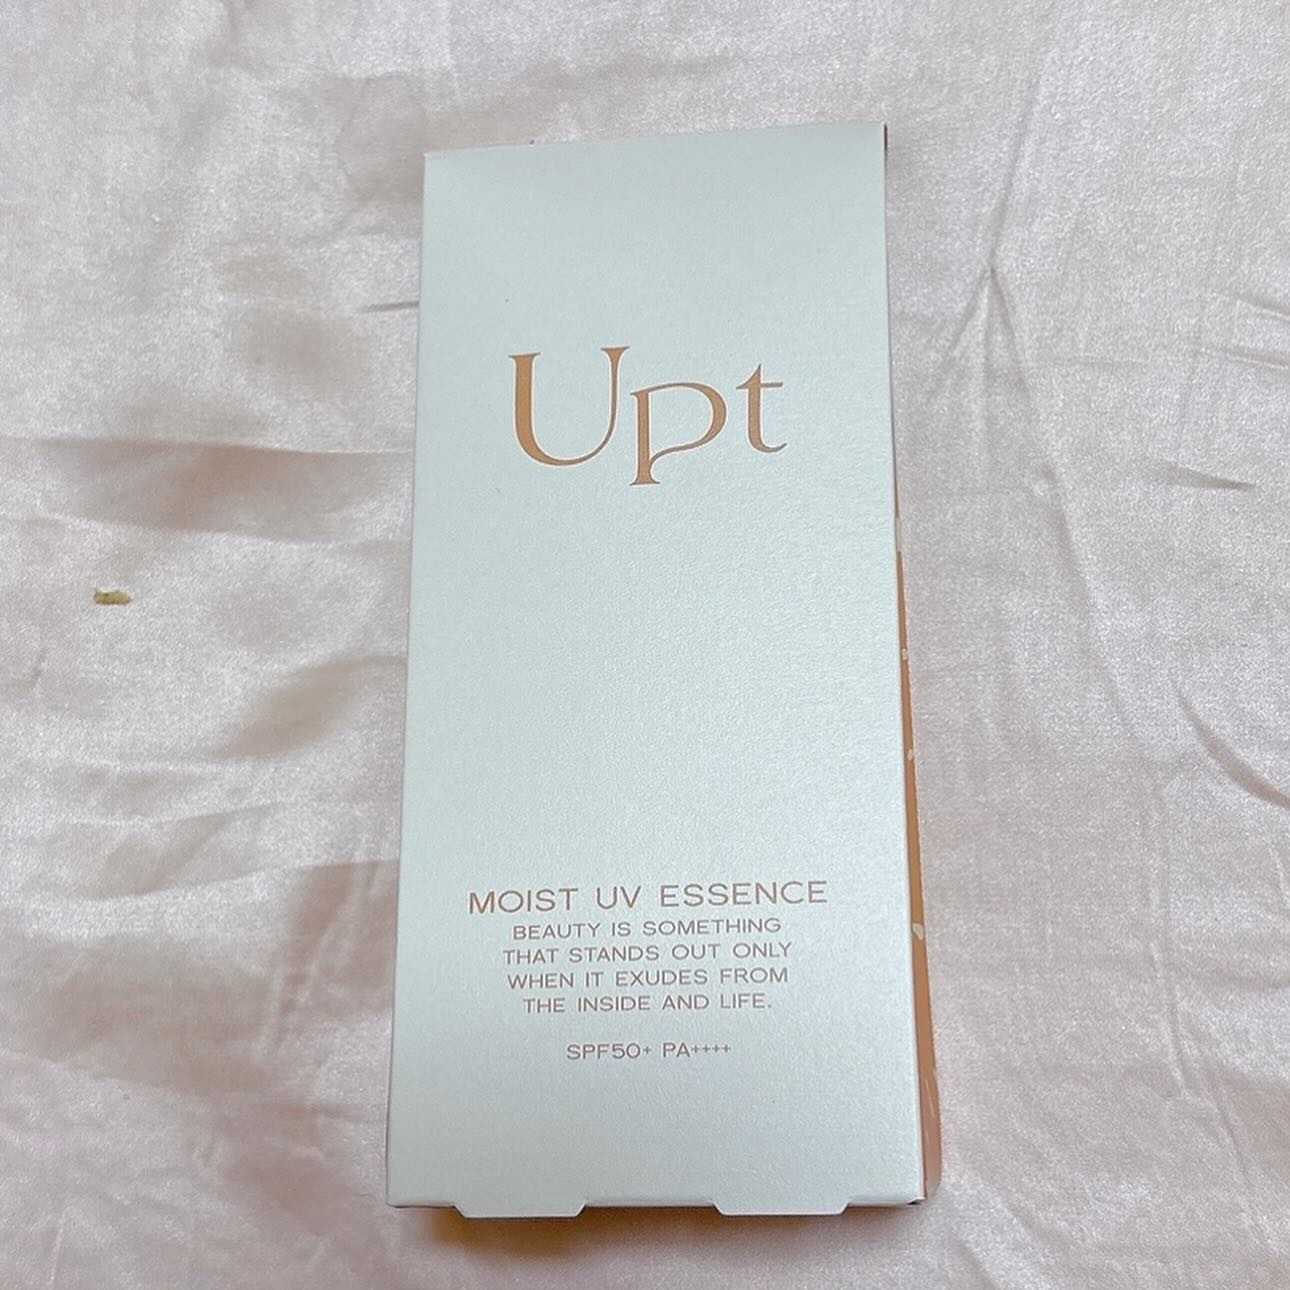 Upt
MOIST UV ESSENCE
BEAUTY IS SOMETHING
THAT STANDS OUT ONLY
WHEN IT EXUDES FROM
THE INSIDE AND LIFE.
SPF50+ PA++++